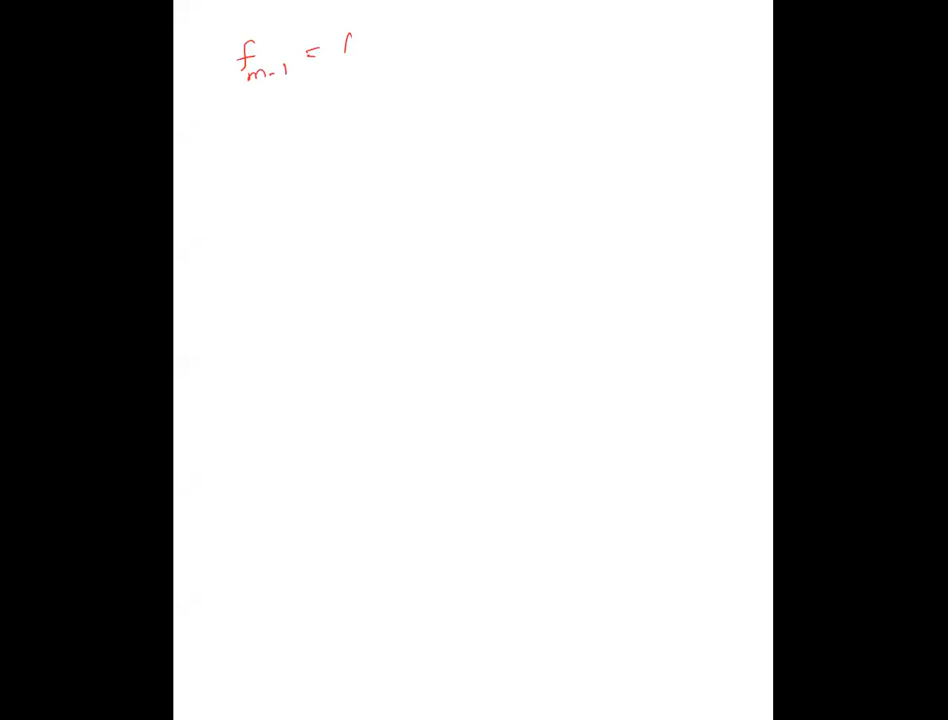 f_{m-1} =